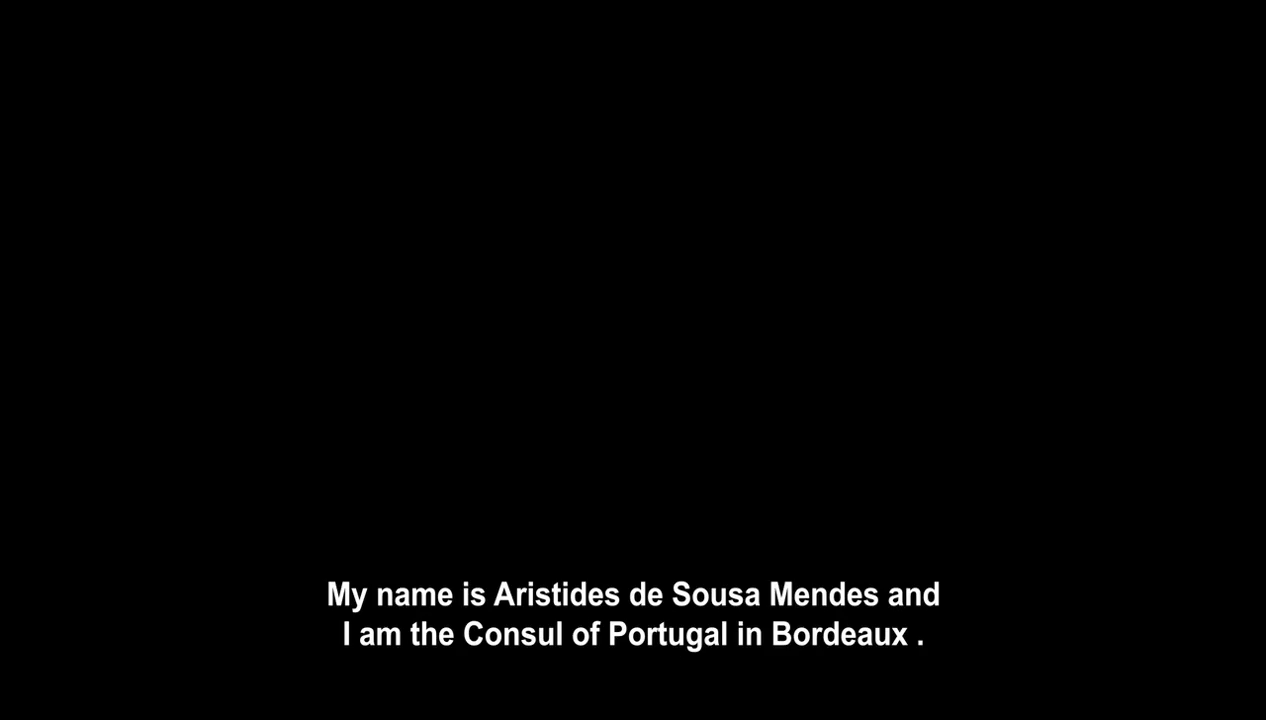 My name is Aristides de Sousa Mendes and
I am the Consul of Portugal in Bordeaux .